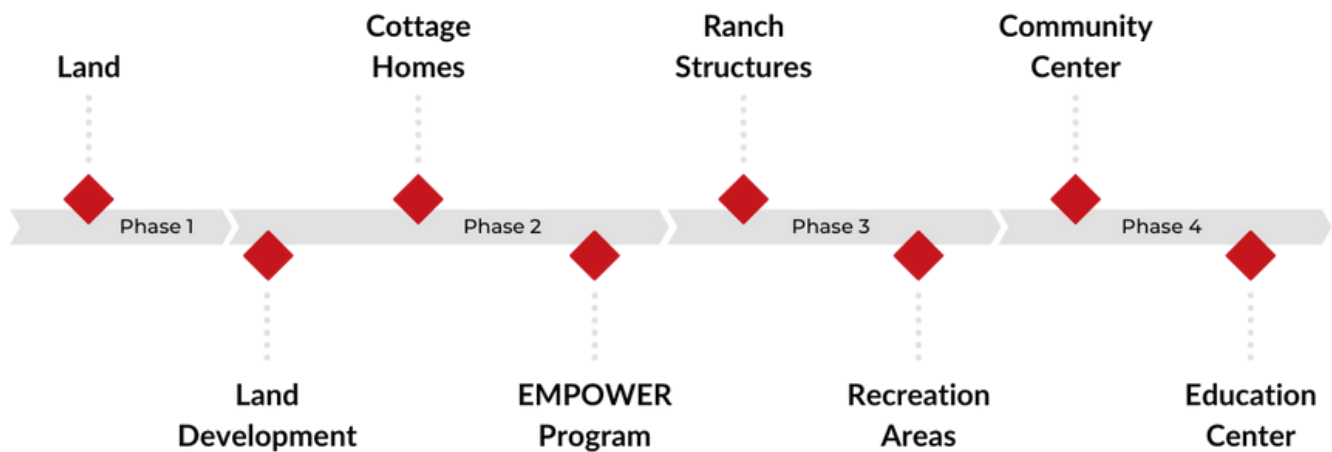 Land
Cottage
Homes
Ranch
Structures
Community
Center
Phase 1
Phase 2
Phase 3
Phase 4
Land
Development
EMPOWER
Program
Recreation
Areas
Education
Center